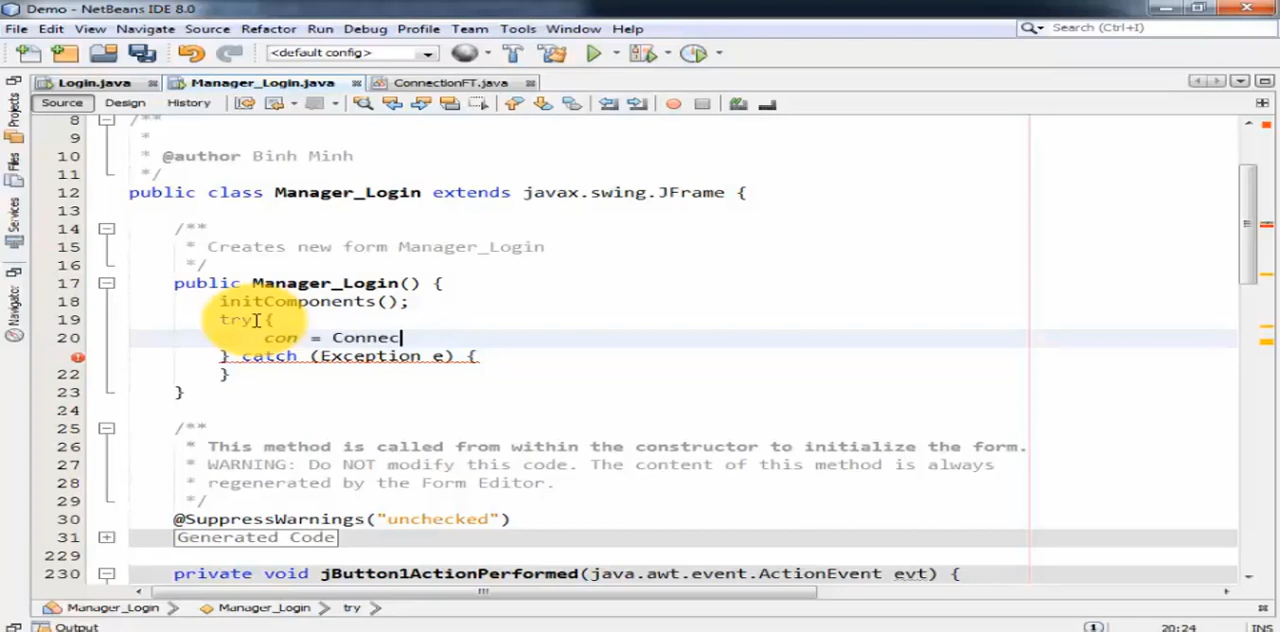 Demo - NetBeans IDE 8.0
File Edit View Navigate Source Refactor Run Debug Profile Team Tools Window Help Search (Ctrl+I)
<default config>
Login.java Manager_Login.java ConnectionFT.java
Source Design History
Projects
Files
Services
Navigator
8 /**
9 *
10 * @author Binh Minh
11 */
12 public class Manager_Login extends javax.swing.JFrame {
13
14 /**
15 * Creates new form Manager_Login
16 */
17 public Manager_Login() {
18 initComponents();
19 try {
20 con = Connec
} catch (Exception e) {
22 }
23 }
24
25 /**
26 * This method is called from within the constructor to initialize the form.
27 * WARNING: Do NOT modify this code. The content of this method is always
28 * regenerated by the Form Editor.
29 */
30 @SuppressWarnings("unchecked")
31 Generated Code
229
230 private void jButton1ActionPerformed(java.awt.event.ActionEvent evt) {
Manager_Login Manager_Login try
Output 1 20:24 INS